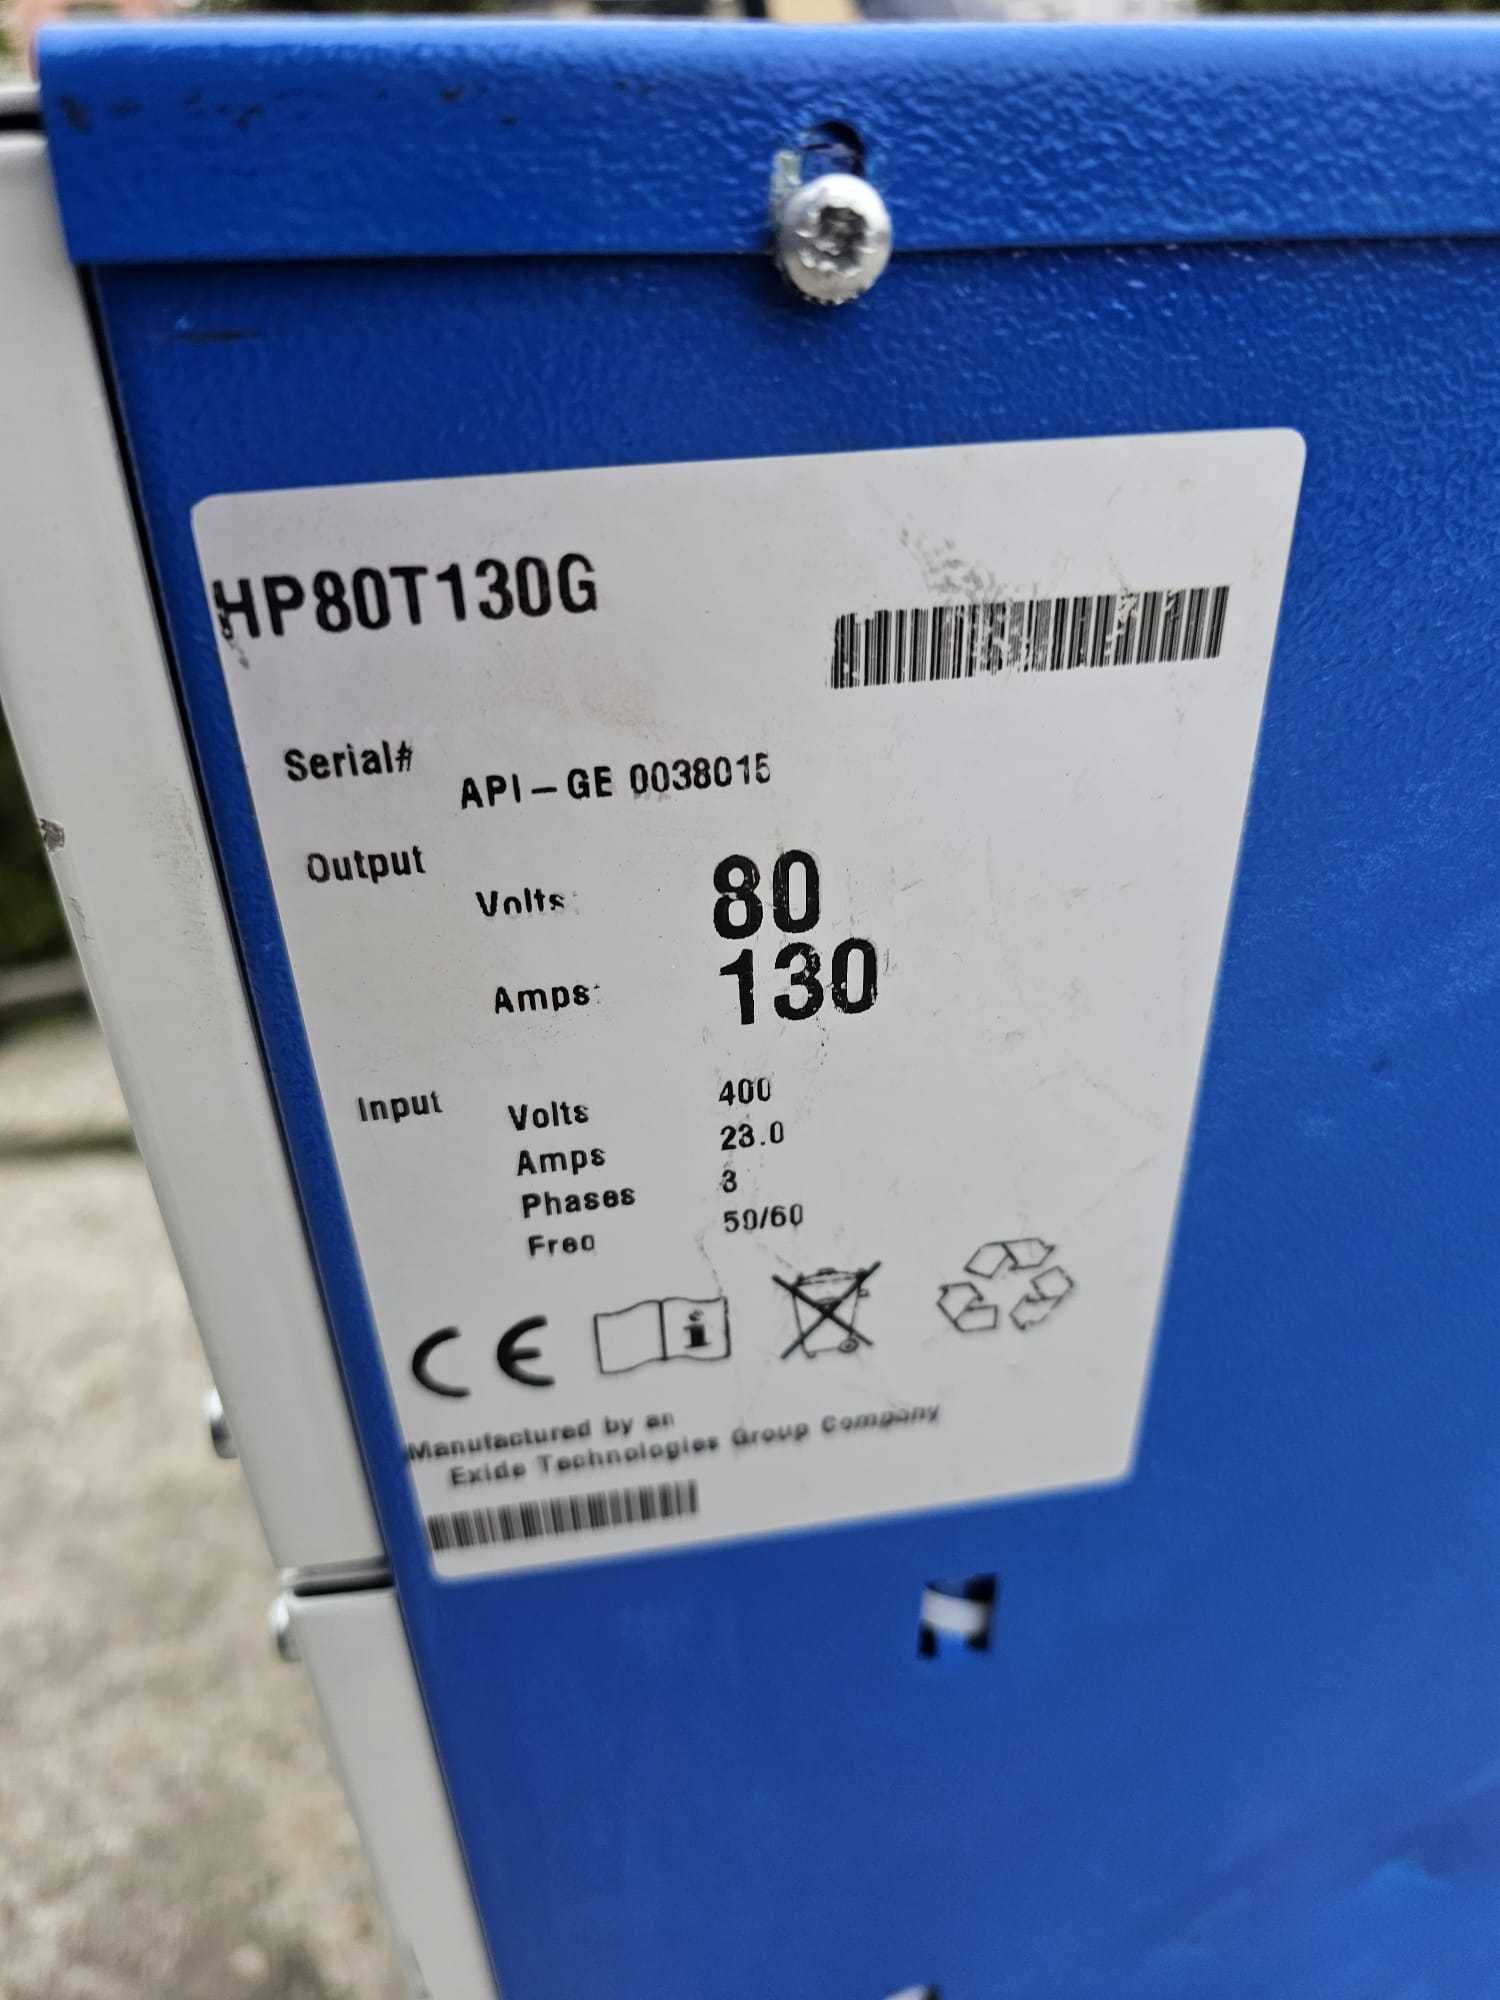 HP80T130G
Serial#
API-GE 0038015
Output
Volts 80
Amps 130
Input
Volts 400
Amps 23.0
Phases 3
Freq 50/60
CE
i
Manufactured by an
Exide Technologies Group Company